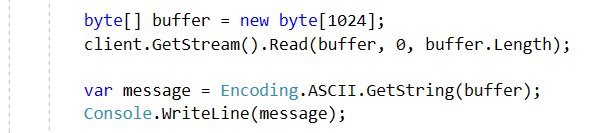 byte[] buffer = new byte[1024];
client.GetStream().Read(buffer, 0, buffer.Length);
var message = Encoding.ASCII.GetString(buffer);
Console.WriteLine(message);